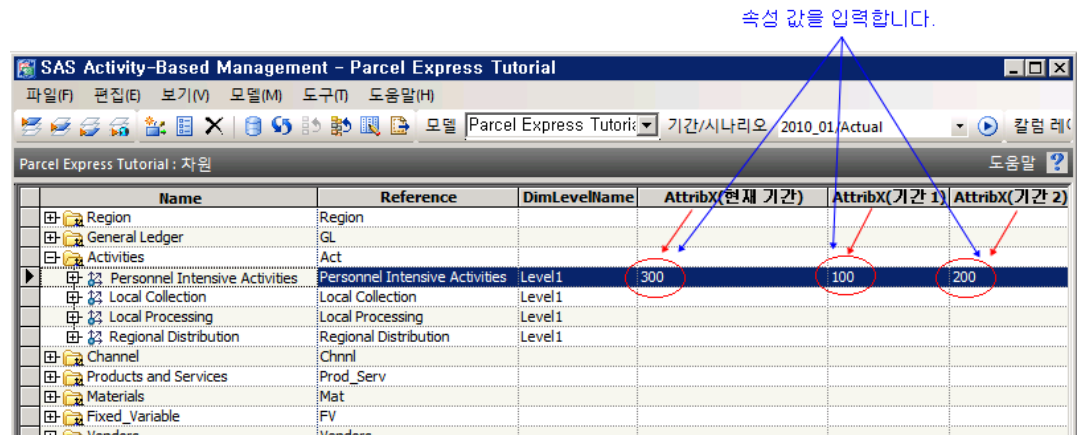 속성 값을 입력합니다.
SAS Activity-Based Management - Parcel Express Tutorial
파일(F) 편집(E) 보기(V) 모델(M) 도구(T) 도움말(H)
모델 Parcel Express Tutoria 기간/시나리오 2010_01/Actual 칼럼 레이
Parcel Express Tutorial : 차원 도움말 ?
Name Reference DimLevelName AttribX(현재 기간) AttribX(기간 1) AttribX(기간 2)
Region Region
General Ledger GL
Activities Act
Personnel Intensive Activities Personnel Intensive Activities Level1 300 100 200
Local Collection Local Collection Level1
Local Processing Local Processing Level1
Regional Distribution Regional Distribution Level1
Channel Chnnl
Products and Services Prod_Serv
Materials Mat
Fixed_Variable FV
Vendors Vendors